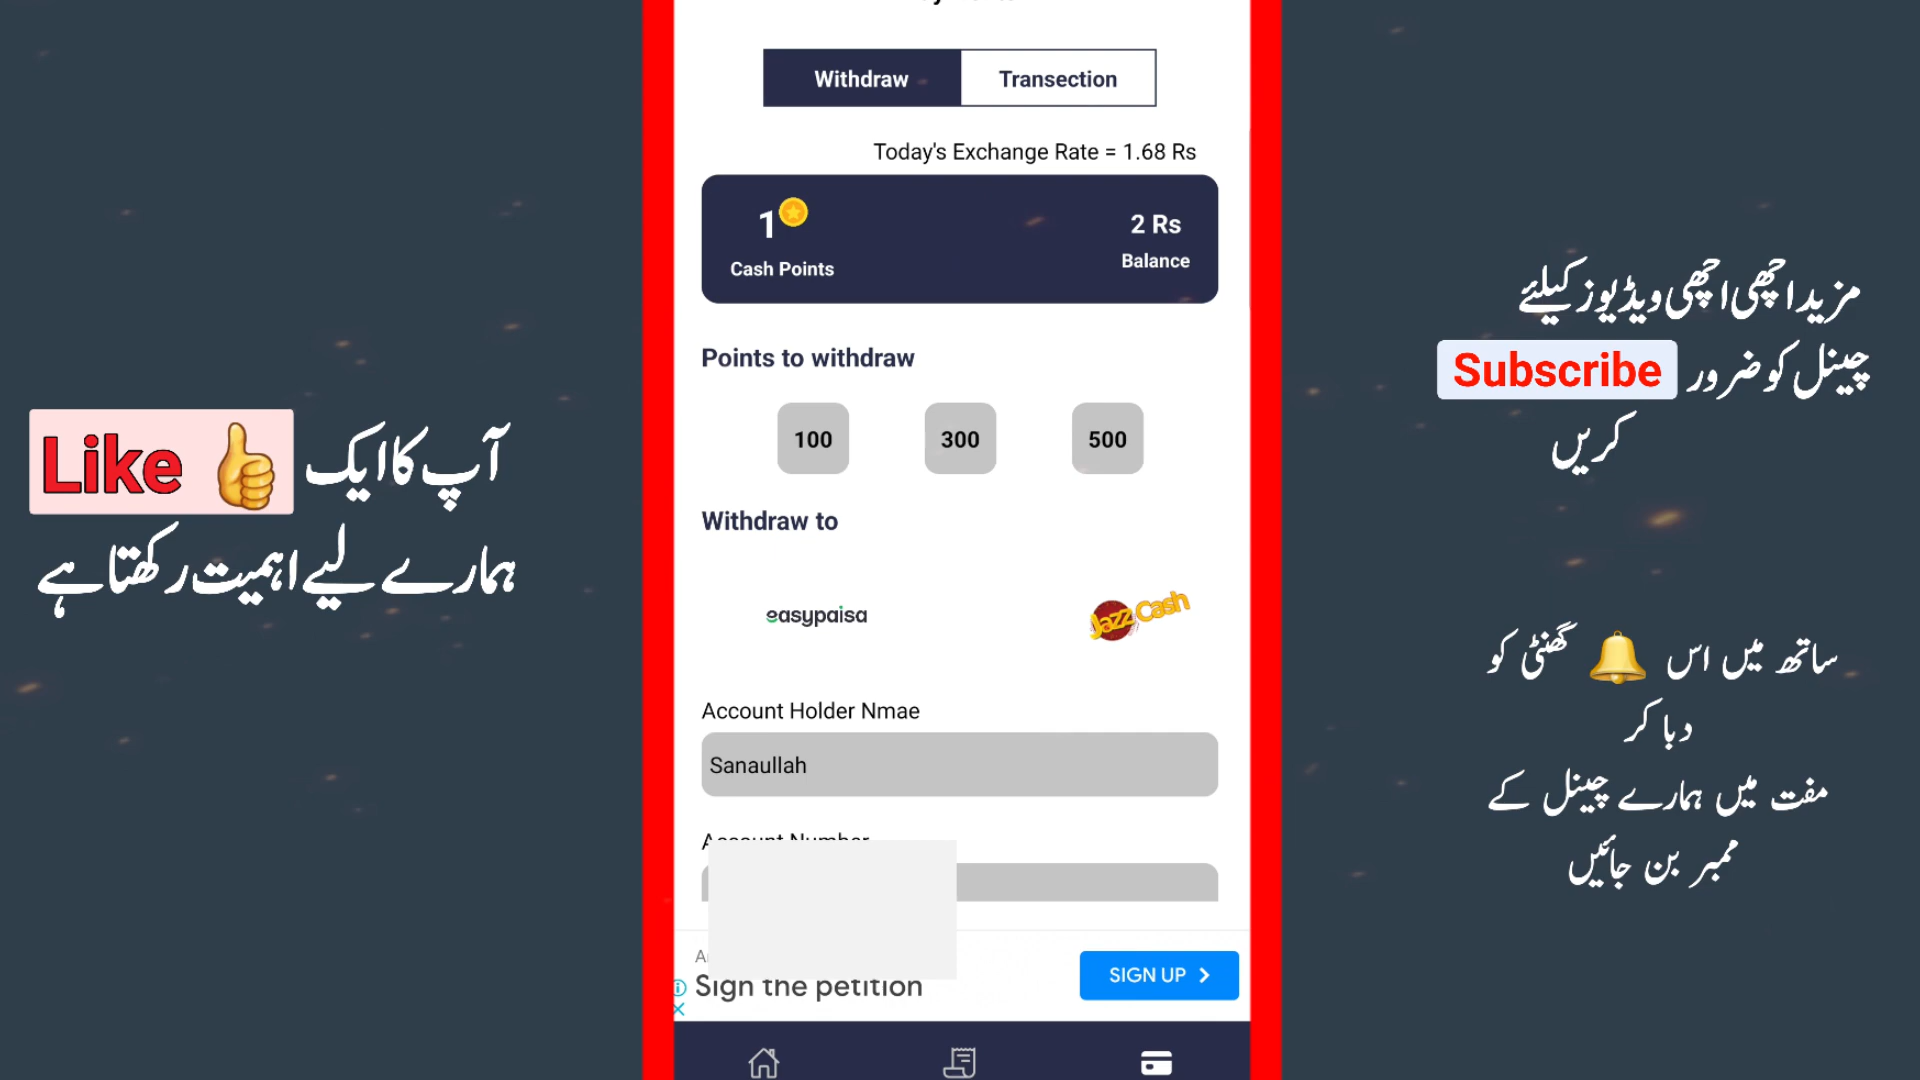 Withdraw
Transection
Today's Exchange Rate = 1.68 Rs
1
2 Rs
Cash Points
Balance
Points to withdraw
100
300
500
Withdraw to
easypaisa
JazzCash
Account Holder Nmae
Sanaullah
Account Number
Sign the petition
SIGN UP
آپ کا ایک Like
ہمارے لیے اہمیت رکھتا ہے
مزید اچھی اچھی ویڈیوز کیلئے
چینل کو ضرور Subscribe
کریں
ساتھ میں اس گھنٹی کو
دبا کر
مفت میں ہمارے چینل کے
ممبر بن جائیں